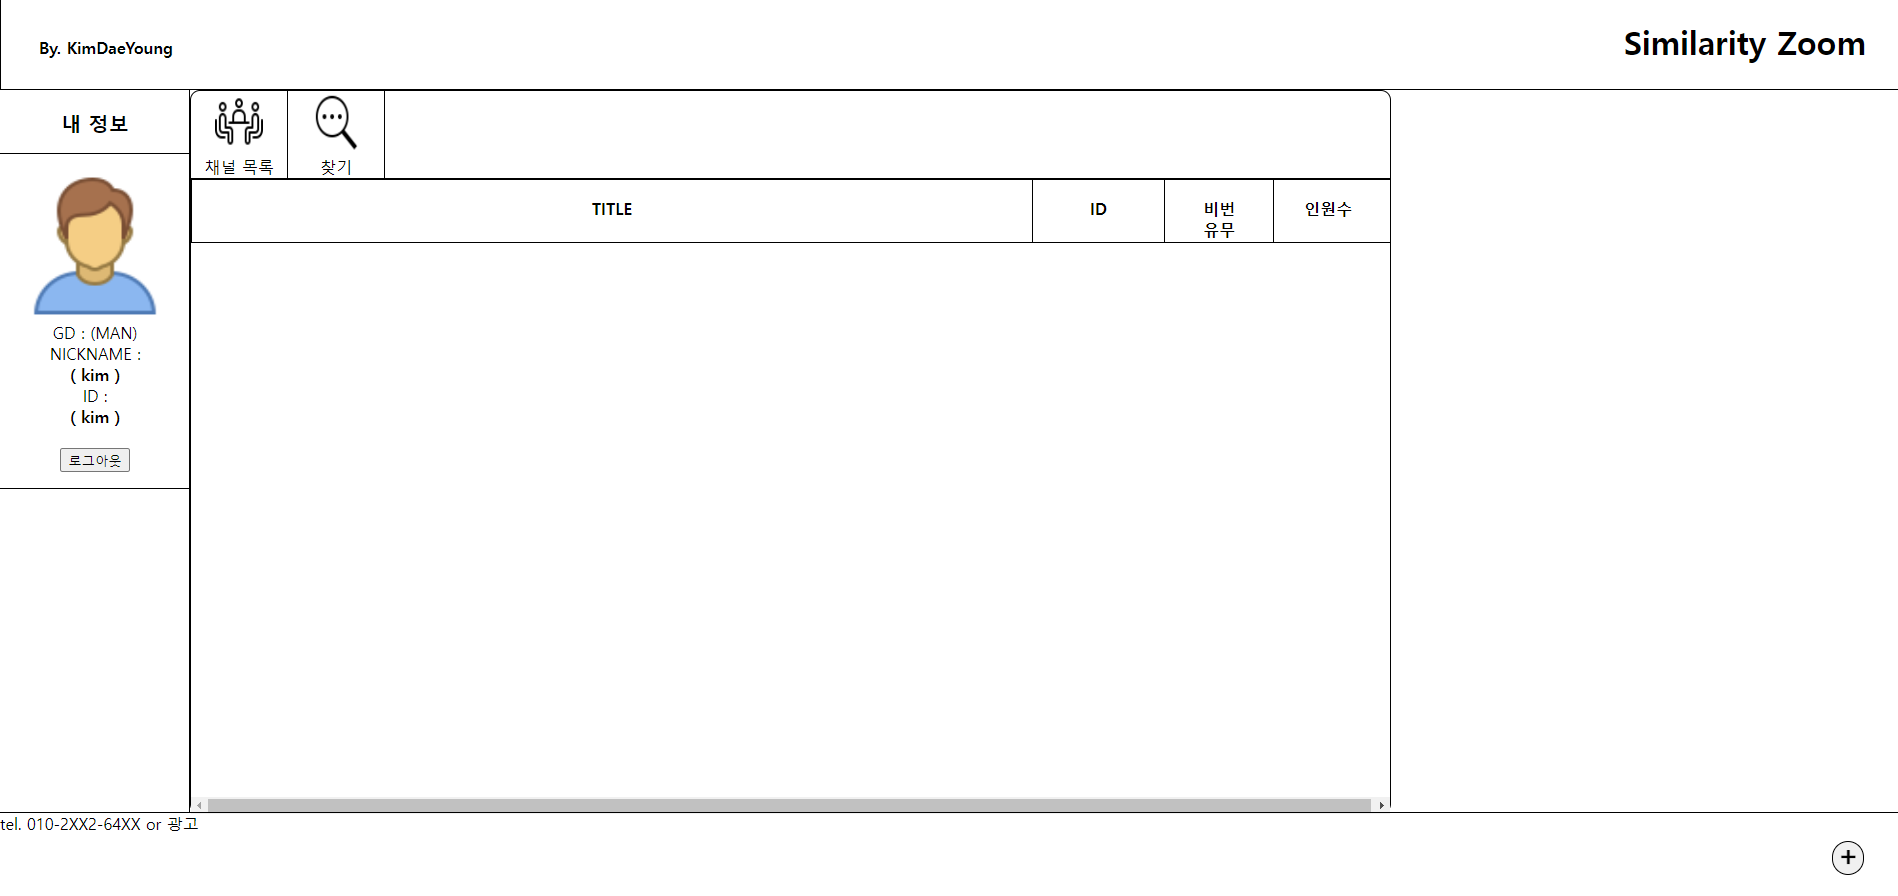 By. KimDaeYoung
Similarity Zoom
내 정보
채널 목록
찾기
TITLE
ID
비번
유무
인원수
GD : (MAN)
NICKNAME :
( kim )
ID :
( kim )
로그아웃
tel. 010-2XX2-64XX or 광고
+